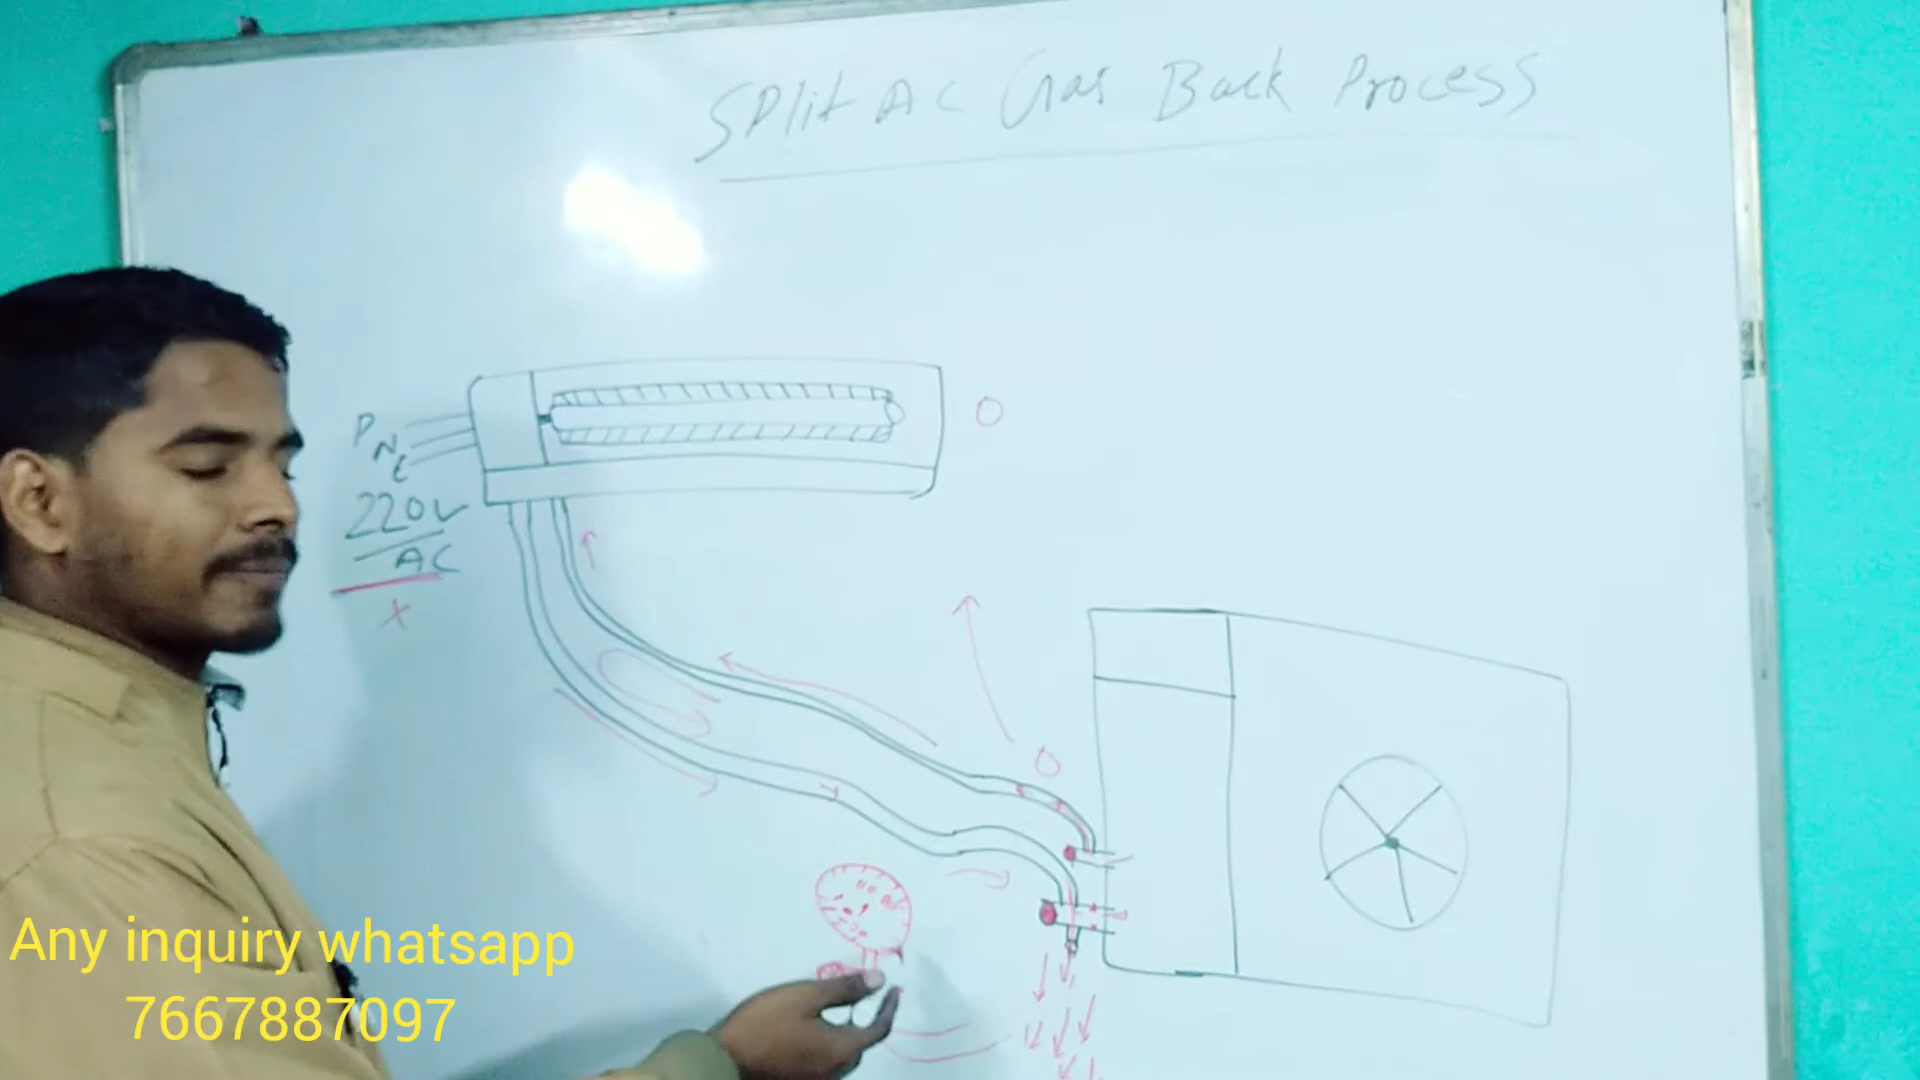 SPlit AC Gas Back Process
P
N
E
220v
AC
X
Any inquiry whatsapp
7667887097